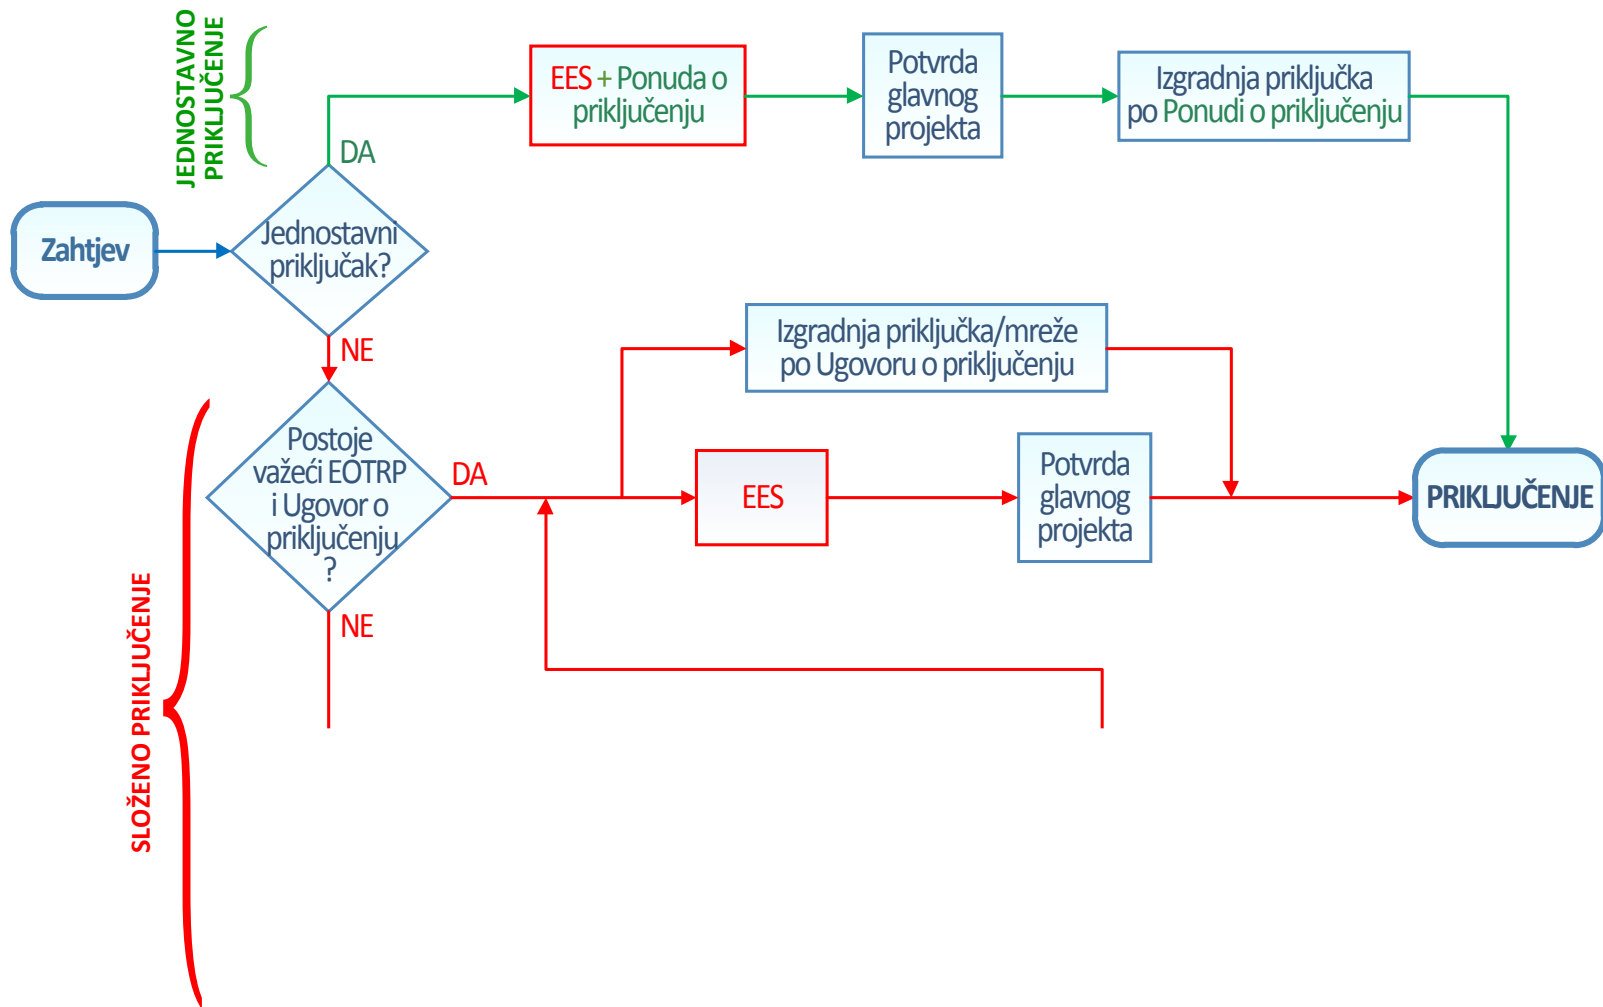 JEDNOSTAVNO
PRIKLJUČENJE
EES + Ponuda o
priključenju
Potvrda
glavnog
projekta
Izgradnja priključka
po Ponudi o priključenju
DA
Zahtjev
Jednostavni
priključak?
NE
Izgradnja priključka/mreže
po Ugovoru o priključenju
Postoje
važeći EOTRP
i Ugovor o
priključenju
?
DA
EES
Potvrda
glavnog
projekta
PRIKLJUČENJE
NE
SLOŽENO PRIKLJUČENJE